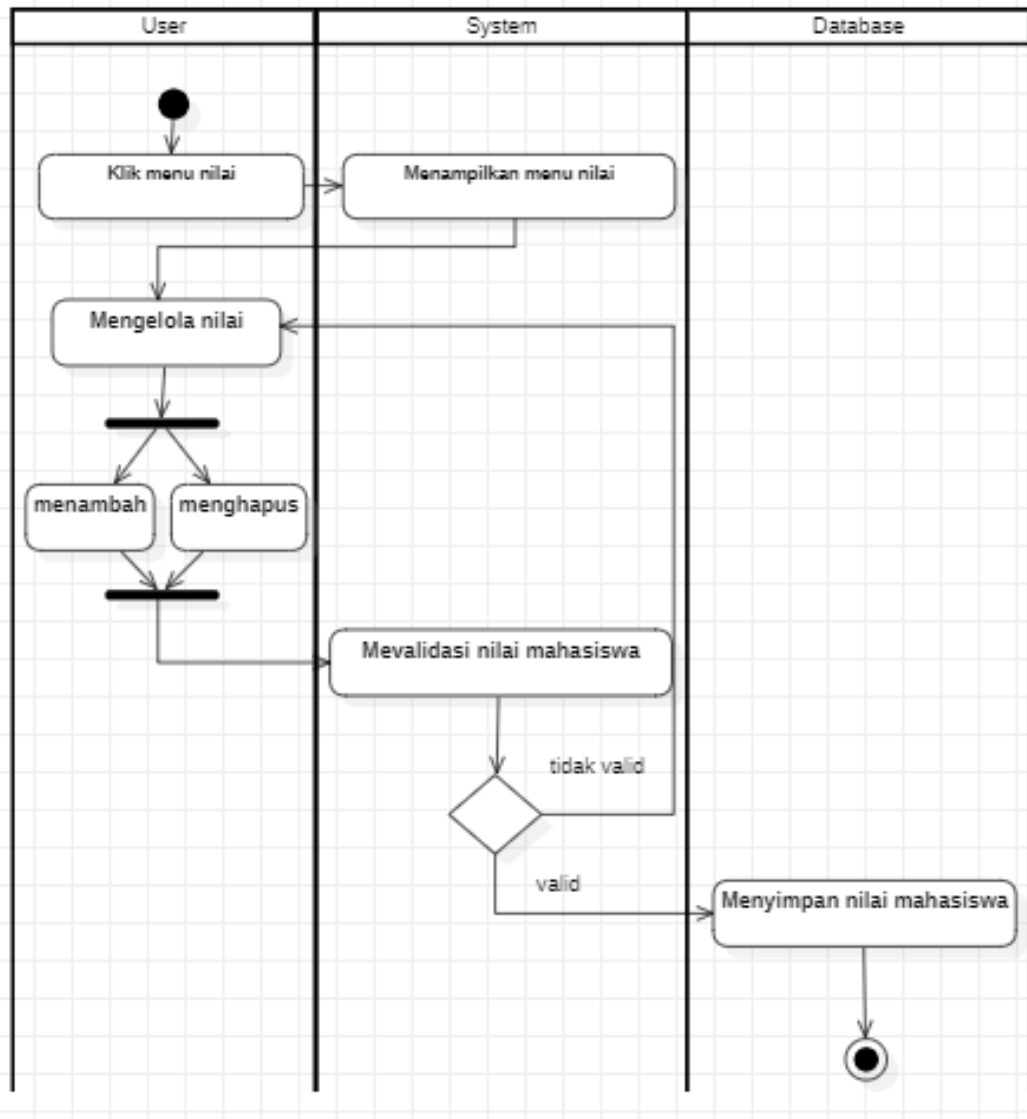 User
System
Database
Klik menu nilai
Menampilkan menu nilai
Mengelola nilai
menambah
menghapus
Mevalidasi nilai mahasiswa
tidak valid
valid
Menyimpan nilai mahasiswa